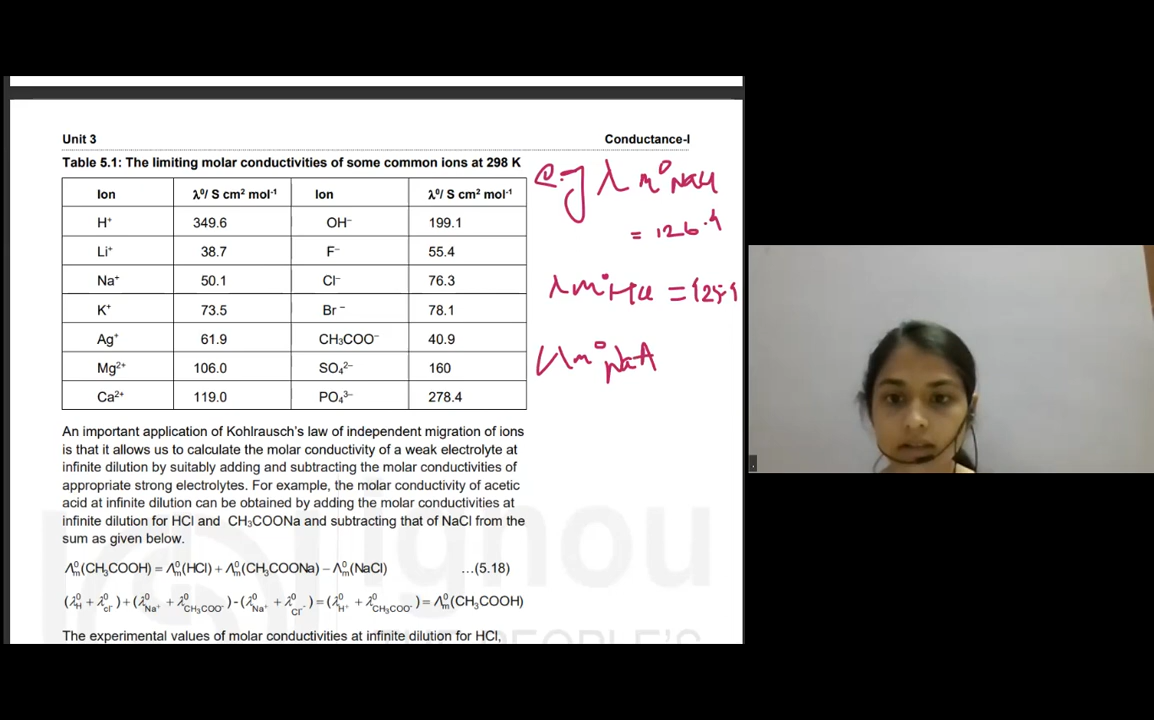 Unit 3 Conductance-I
Table 5.1: The limiting molar conductivities of some common ions at 298 K
Ion λ⁰/ S cm² mol⁻¹ Ion λ⁰/ S cm² mol⁻¹
H⁺ 349.6 OH⁻ 199.1
Li⁺ 38.7 F⁻ 55.4
Na⁺ 50.1 Cl⁻ 76.3
K⁺ 73.5 Br⁻ 78.1
Ag⁺ 61.9 CH₃COO⁻ 40.9
Mg²⁺ 106.0 SO₄²⁻ 160
Ca²⁺ 119.0 PO₄³⁻ 278.4
e.g λm⁰ NaCl
= 126.4
λm° HCl =
Λm⁰ NaA
An important application of Kohlrausch's law of independent migration of ions
is that it allows us to calculate the molar conductivity of a weak electrolyte at
infinite dilution by suitably adding and subtracting the molar conductivities of
appropriate strong electrolytes. For example, the molar conductivity of acetic
acid at infinite dilution can be obtained by adding the molar conductivities at
infinite dilution for HCl and CH₃COONa and subtracting that of NaCl from the
sum as given below.
Λ⁰m(CH₃COOH) = Λ⁰m(HCl) + Λ⁰m(CH₃COONa) – Λ⁰m(NaCl) ...(5.18)
(λ⁰H⁺ + λ⁰Cl⁻) + (λ⁰Na⁺ + λ⁰CH₃COO⁻) - (λ⁰Na⁺ + λ⁰Cl⁻) = (λ⁰H⁺ + λ⁰CH₃COO⁻) = Λ⁰m(CH₃COOH)
The experimental values of molar conductivities at infinite dilution for HCl,
ignou
PEOPLE'S